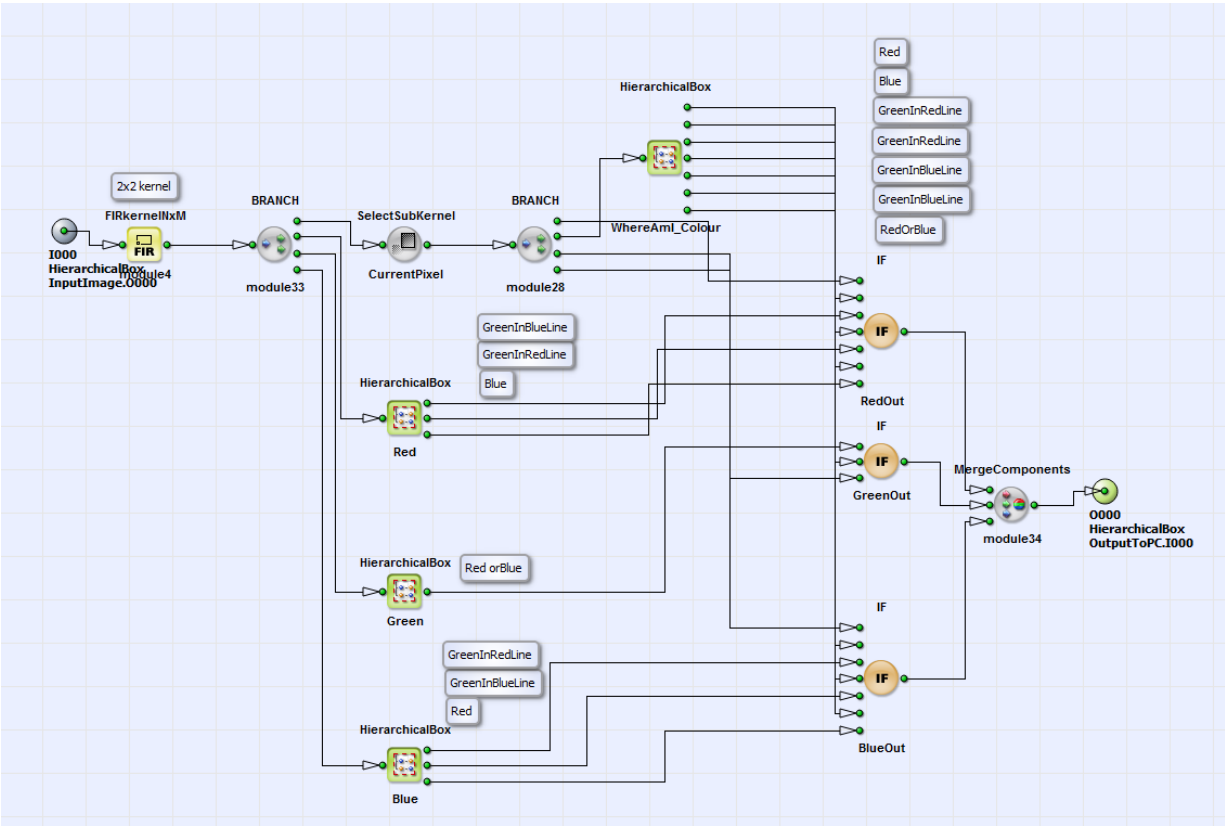 Red
Blue
HierarchicalBox
GreenInRedLine
GreenInRedLine
GreenInBlueLine
GreenInBlueLine
RedOrBlue
WhereAmI_Colour
2x2 kernel
FIRkernelNxM
FIR
module4
I000
HierarchicalBox
InputImage.O000
BRANCH
module33
SelectSubKernel
CurrentPixel
BRANCH
module28
IF
IF
RedOut
GreenInBlueLine
GreenInRedLine
Blue
HierarchicalBox
Red
IF
IF
GreenOut
MergeComponents
module34
O000
HierarchicalBox
OutputToPC.I000
HierarchicalBox
Red orBlue
Green
IF
IF
BlueOut
GreenInRedLine
GreenInBlueLine
Red
HierarchicalBox
Blue